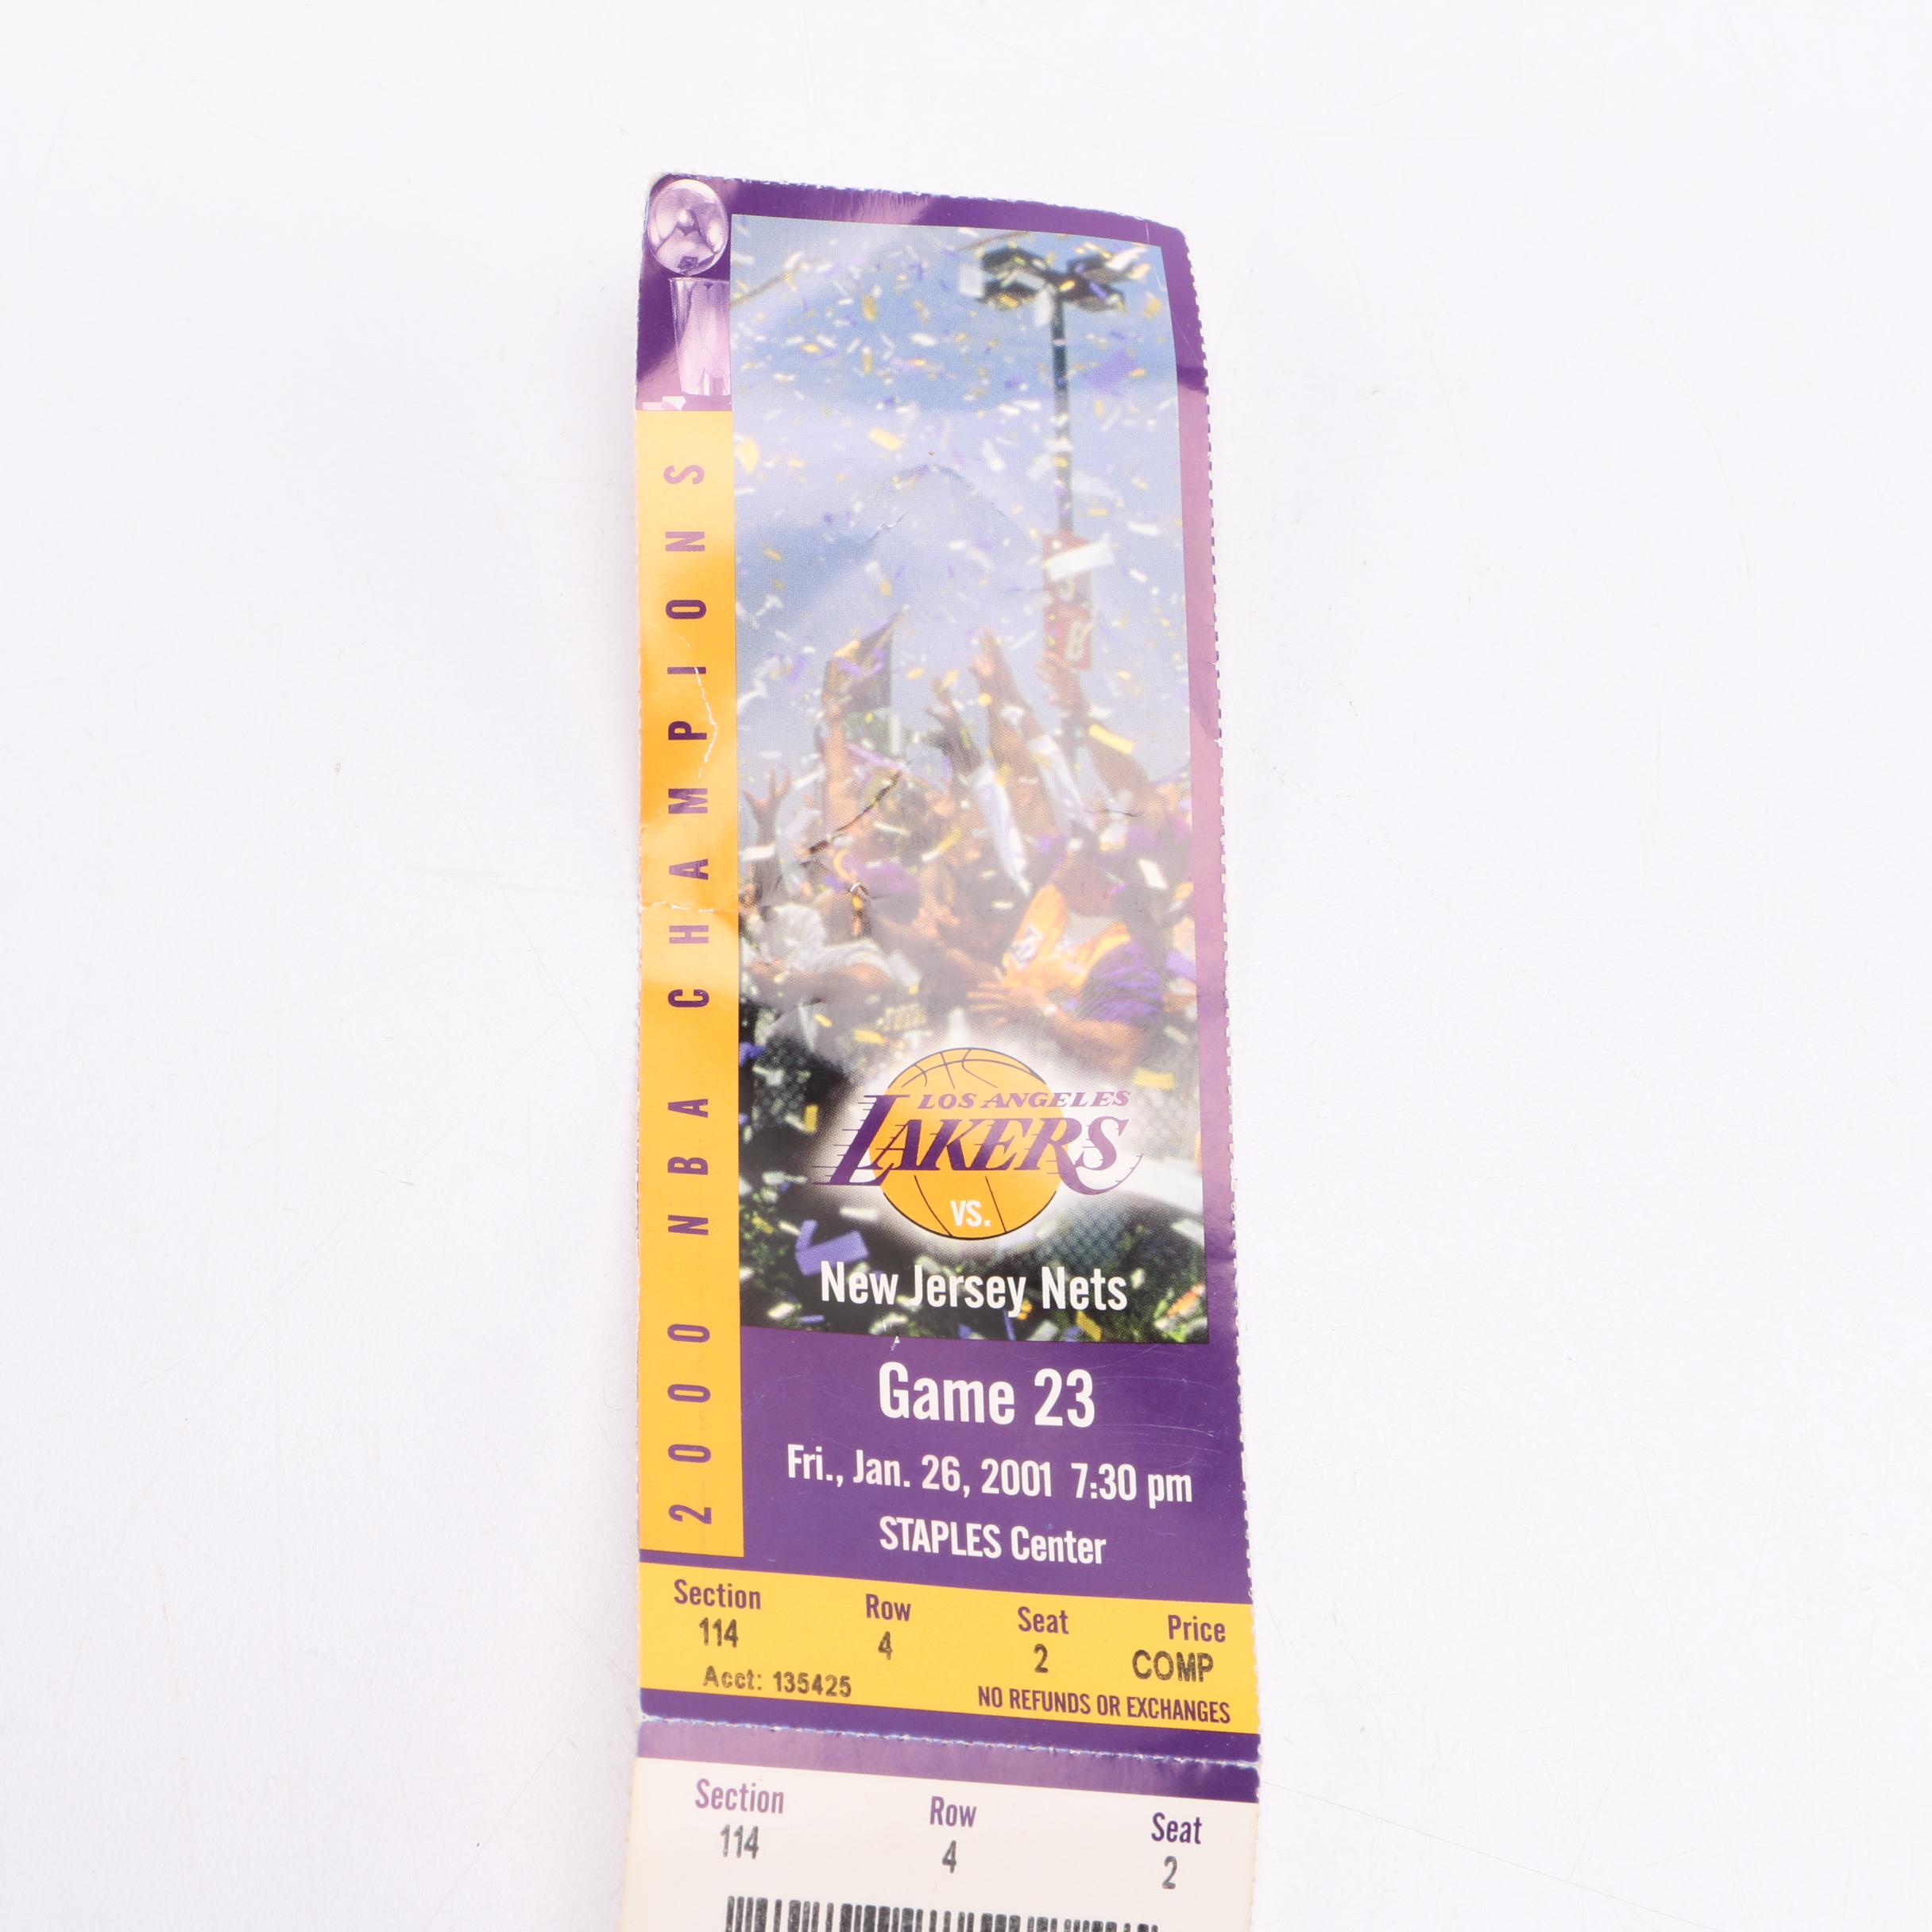 2000 NBA CHAMPIONS
LOS ANGELES
LAKERS
VS.
New Jersey Nets
Game 23
Fri., Jan. 26, 2001 7:30 pm
STAPLES Center
Section Row Seat Price
114 4 2 COMP
Acct: 135425
NO REFUNDS OR EXCHANGES
Section Row Seat
114 4 2